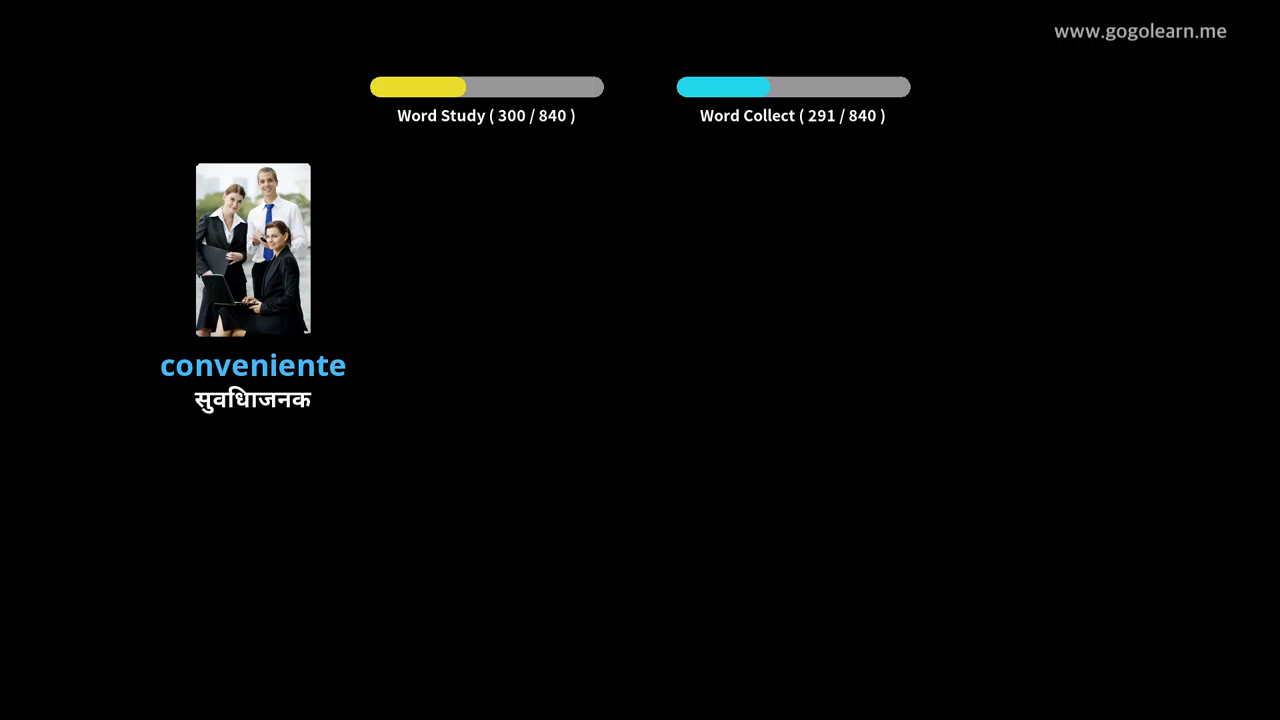 www.gogolearn.me
Word Study ( 300 / 840 )
Word Collect ( 291 / 840 )
conveniente
सुवधिाजनक